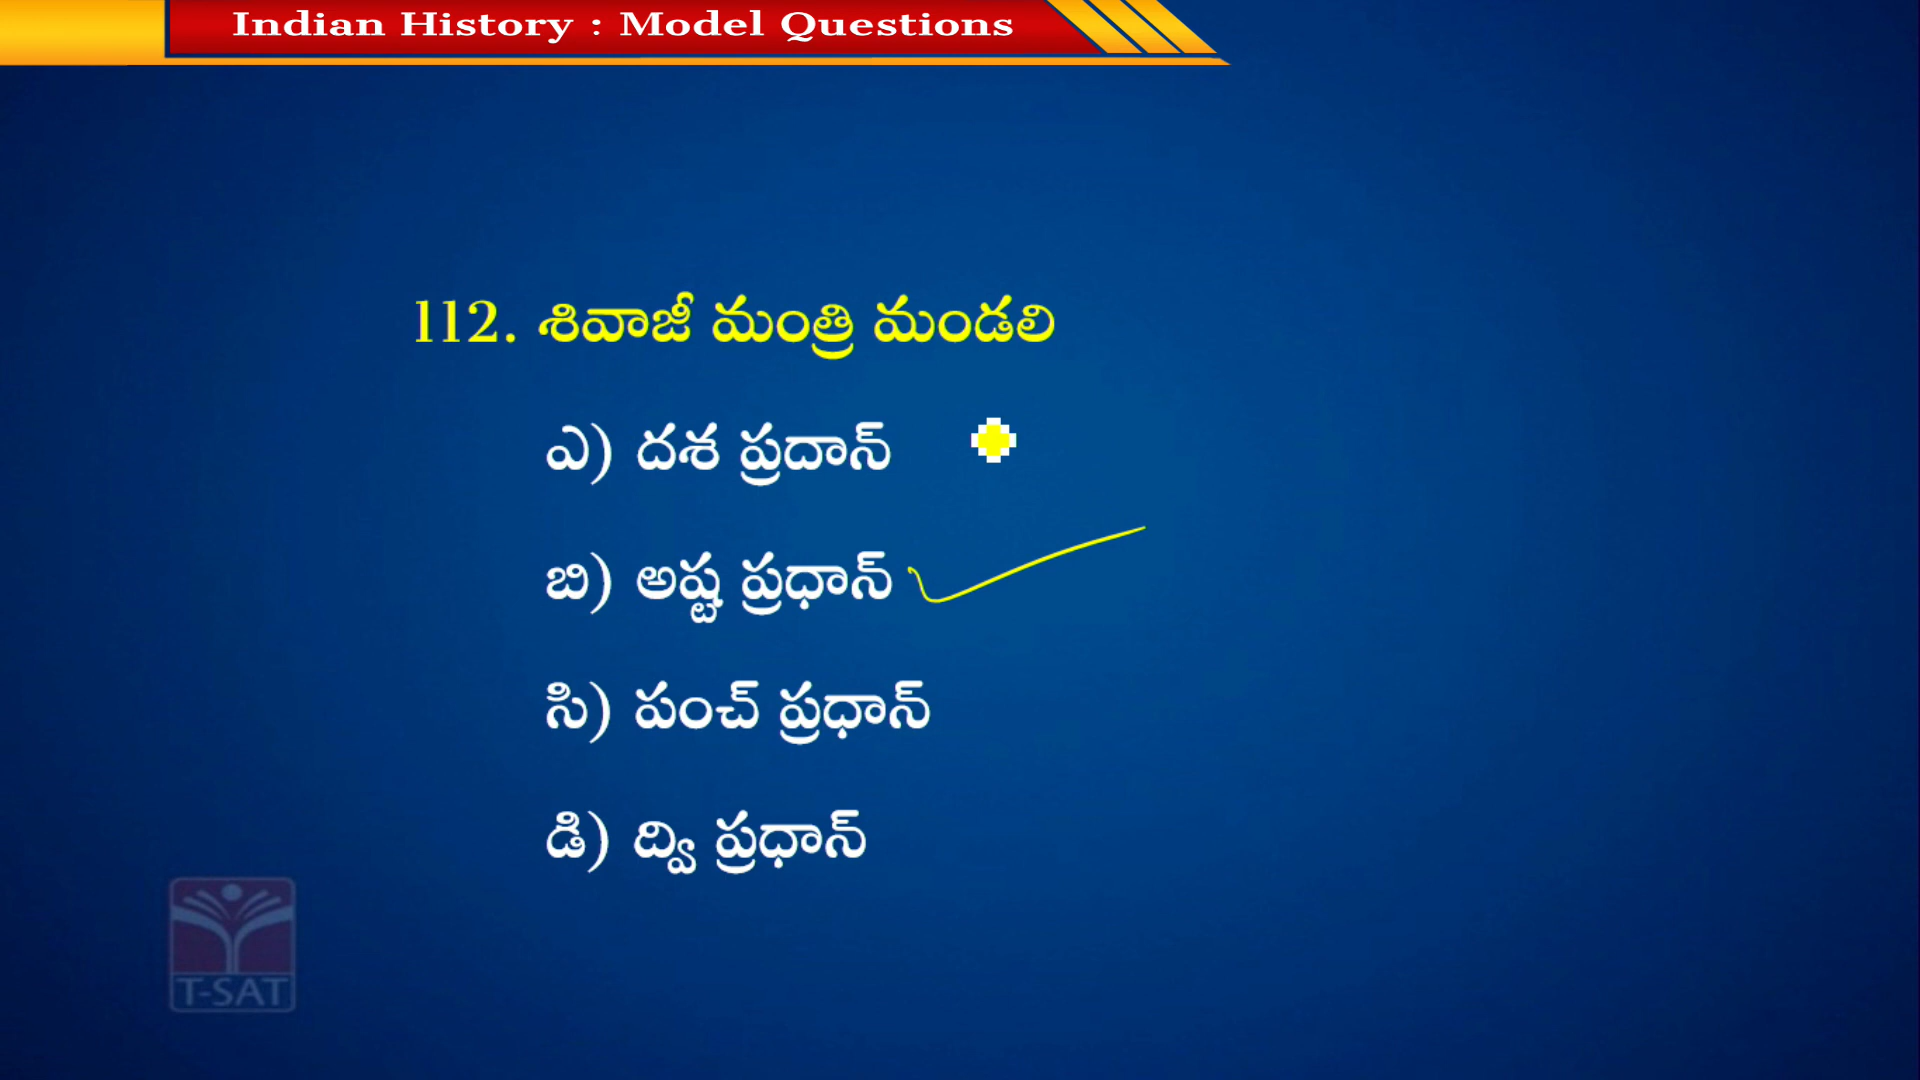 Indian History : Model Questions
112. శివాజీ మంత్రి మండలి
ఎ) దశ ప్రదాన్
బి) అష్ట ప్రధాన్
సి) పంచ్ ప్రధాన్
డి) ద్వి ప్రధాన్
T-SAT